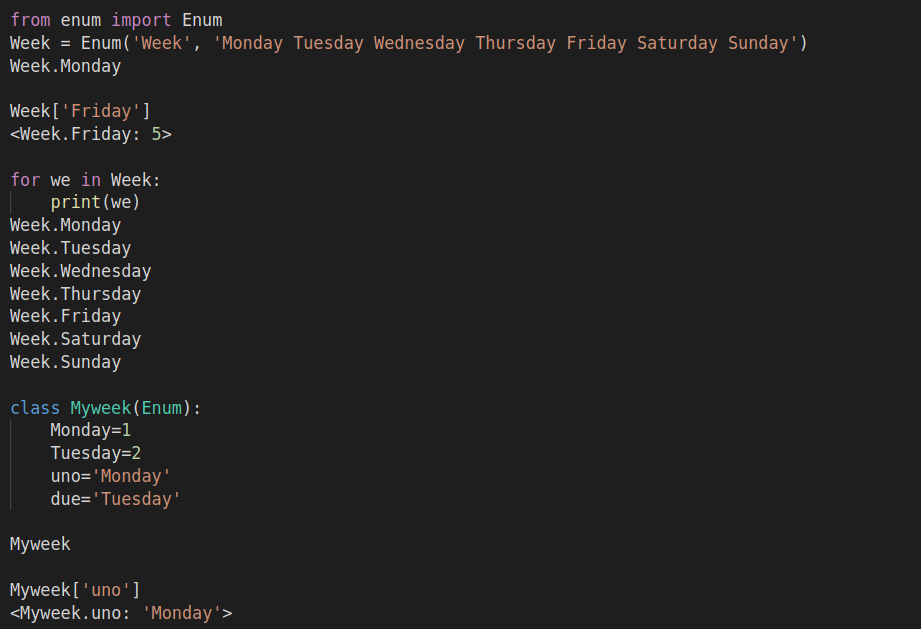 from enum import Enum
Week = Enum('Week', 'Monday Tuesday Wednesday Thursday Friday Saturday Sunday')
Week.Monday

Week['Friday']
<Week.Friday: 5>

for we in Week:
    print(we)
Week.Monday
Week.Tuesday
Week.Wednesday
Week.Thursday
Week.Friday
Week.Saturday
Week.Sunday

class Myweek(Enum):
    Monday=1
    Tuesday=2
    uno='Monday'
    due='Tuesday'

Myweek

Myweek['uno']
<Myweek.uno: 'Monday'>